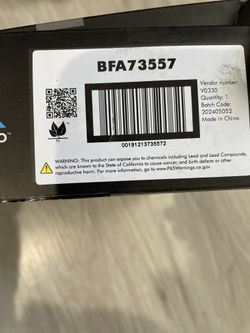 BFA73557
Vendor number:
V0330
Quantity: 1
Batch Code:
202405052
Made in China
00191213735572
WARNING: This product can expose you to chemicals including Lead and Lead Compounds,
which are known to the State of California to cause cancer, and birth defects or other
reproductive harm. For more information, go to www.P65Warnings.ca.gov